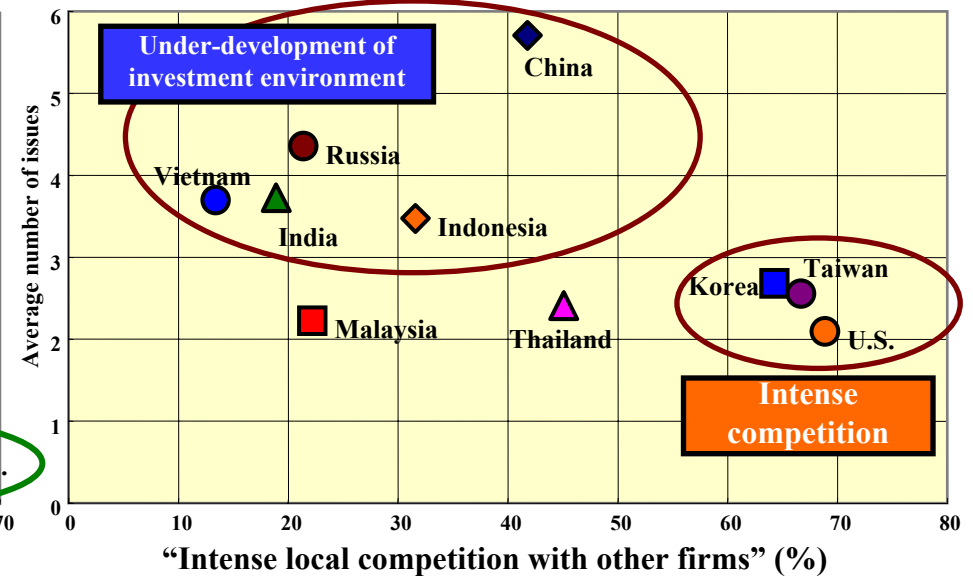 6
Under-development of
investment environment
China
5
Russia
4
Vietnam
India
Indonesia
3
Taiwan
Korea
Malaysia
Thailand
2
U.S.
Intense
competition
1
.
0
Average number of issues
70
0
10
20
30
40
50
60
70
80
“Intense local competition with other firms” (%)